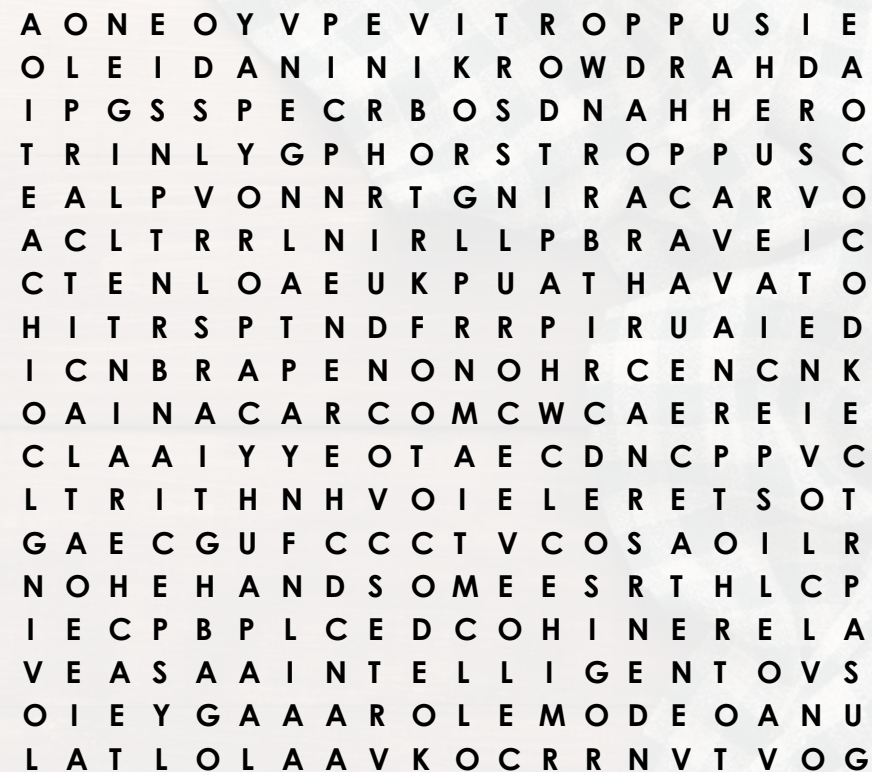 A O N E O Y V P E V I T R O P P U S I E
O L E I D A N I N I K R O W D R A H D A
I P G S S P E C R B O S D N A H H E R O
T R I N L Y G P H O R S T R O P P U S C
E A L P V O N N R T G N I R A C A R V O
A C L T R R L N I R L L P B R A V E I C
C T E N L O A E U K P U A T H A V A T O
H I T R S P T N D F R R P I R U A I E D
I C N B R A P E N O N O H R C E N C N K
O A I N A C A R C O M C W C A E R E I E
C L A A I Y Y E O T A E C D N C P P V C
L T R I T H N H V O I E L E R E T S O T
G A E C G U F C C C T V C O S A O I L R
N O H E H A N D S O M E E S R T H L C P
I E C P B P L C E D C O H I N E R E L A
V E A S A A I N T E L L I G E N T O V S
O I E Y G A A A R O L E M O D E O A N U
L A T L O L A A V K O C R R N V T V O G